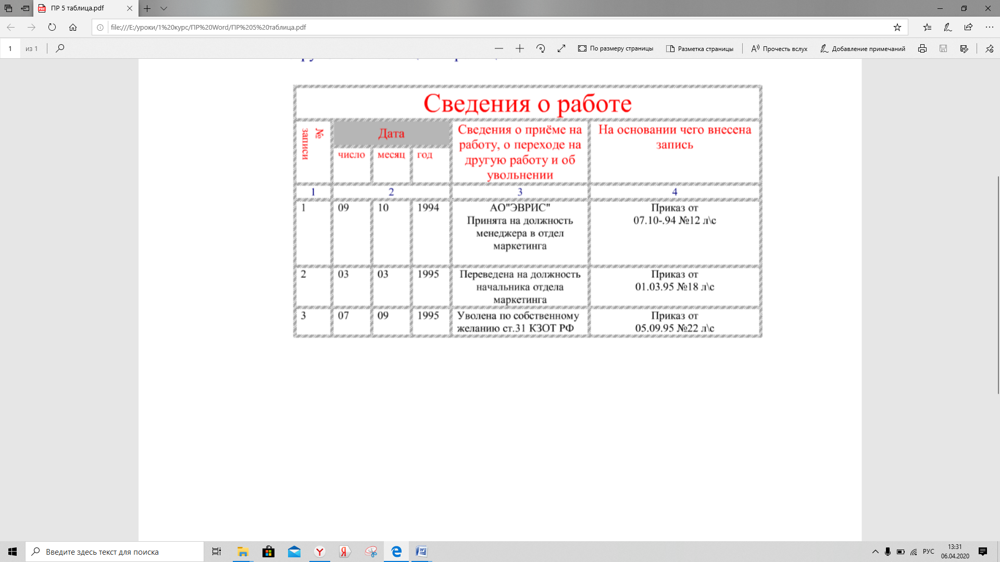 ПР 5 таблица.pdf
file:///E:/уроки/1%20курс/ПР%20Word/ПР%205%20таблица.pdf
1 из 1
По размеру страницы
Разметка страницы
Прочесть вслух
Добавление примечаний
Сведения о работе
№ записи
Дата
число месяц год
Сведения о приёме на
работу, о переходе на
другую работу и об
увольнении
На основании чего внесена
запись
1 2 3 4
1 09 10 1994
АО"ЭВРИС"
Принята на должность
менеджера в отдел
маркетинга
Приказ от
07.10-.94 №12 л\с
2 03 03 1995
Переведена на должность
начальника отдела
маркетинга
Приказ от
01.03.95 №18 л\с
3 07 09 1995
Уволена по собственному
желанию ст.31 КЗОТ РФ
Приказ от
05.09.95 №22 л\с
Введите здесь текст для поиска
РУС
13:31
06.04.2020